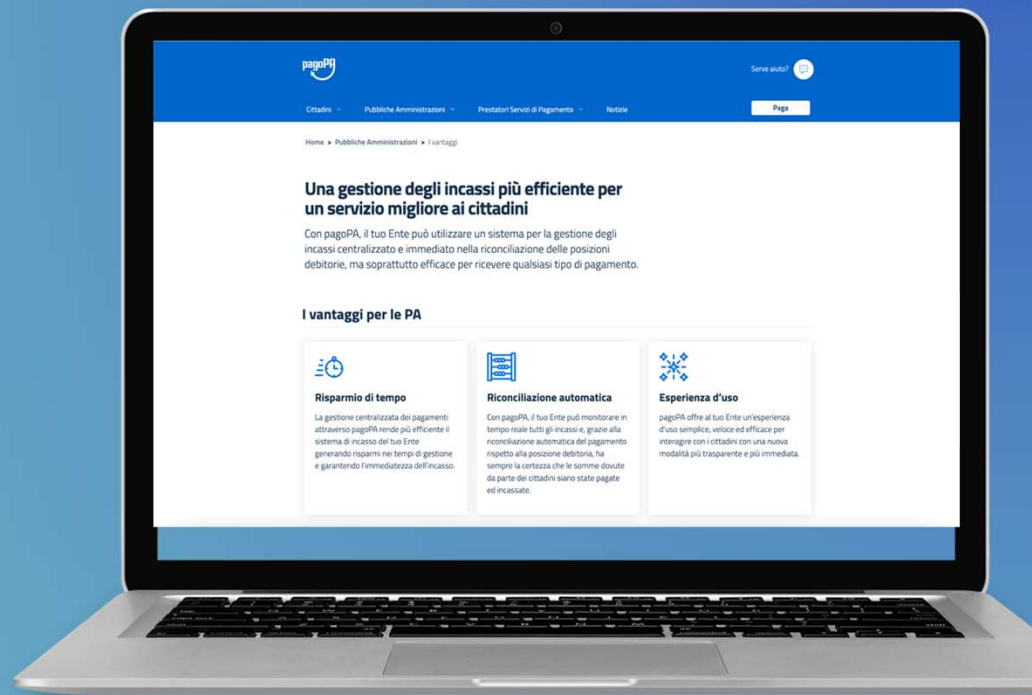 pagoPA
Serve aiuto?
Cittadini
Pubbliche Amministrazioni
Prestatori Servizi di Pagamento
Notizie
Paga
Home > Pubbliche Amministrazioni > I vantaggi
Una gestione degli incassi più efficiente per
un servizio migliore ai cittadini
Con pagoPA, il tuo Ente può utilizzare un sistema per la gestione degli
incassi centralizzato e immediato nella riconciliazione delle posizioni
debitorie, ma soprattutto efficace per ricevere qualsiasi tipo di pagamento.
I vantaggi per le PA
Risparmio di tempo
La gestione centralizzata dei pagamenti
attraverso pagoPA rende più efficiente il
sistema di incasso del tuo Ente
generando risparmi nei tempi di gestione
e garantendo l'immediatezza dell'incasso.
Riconciliazione automatica
Con pagoPA, il tuo Ente può monitorare in
tempo reale tutti gli incassi e, grazie alla
riconciliazione automatica del pagamento
rispetto alla posizione debitoria, ha
sempre la certezza che le somme dovute
da parte dei cittadini siano state pagate
ed incassate.
Esperienza d'uso
pagoPA offre al tuo Ente un'esperienza
d'uso semplice, veloce ed efficace per
interagire con i cittadini con una nuova
modalità più trasparente e più immediata.